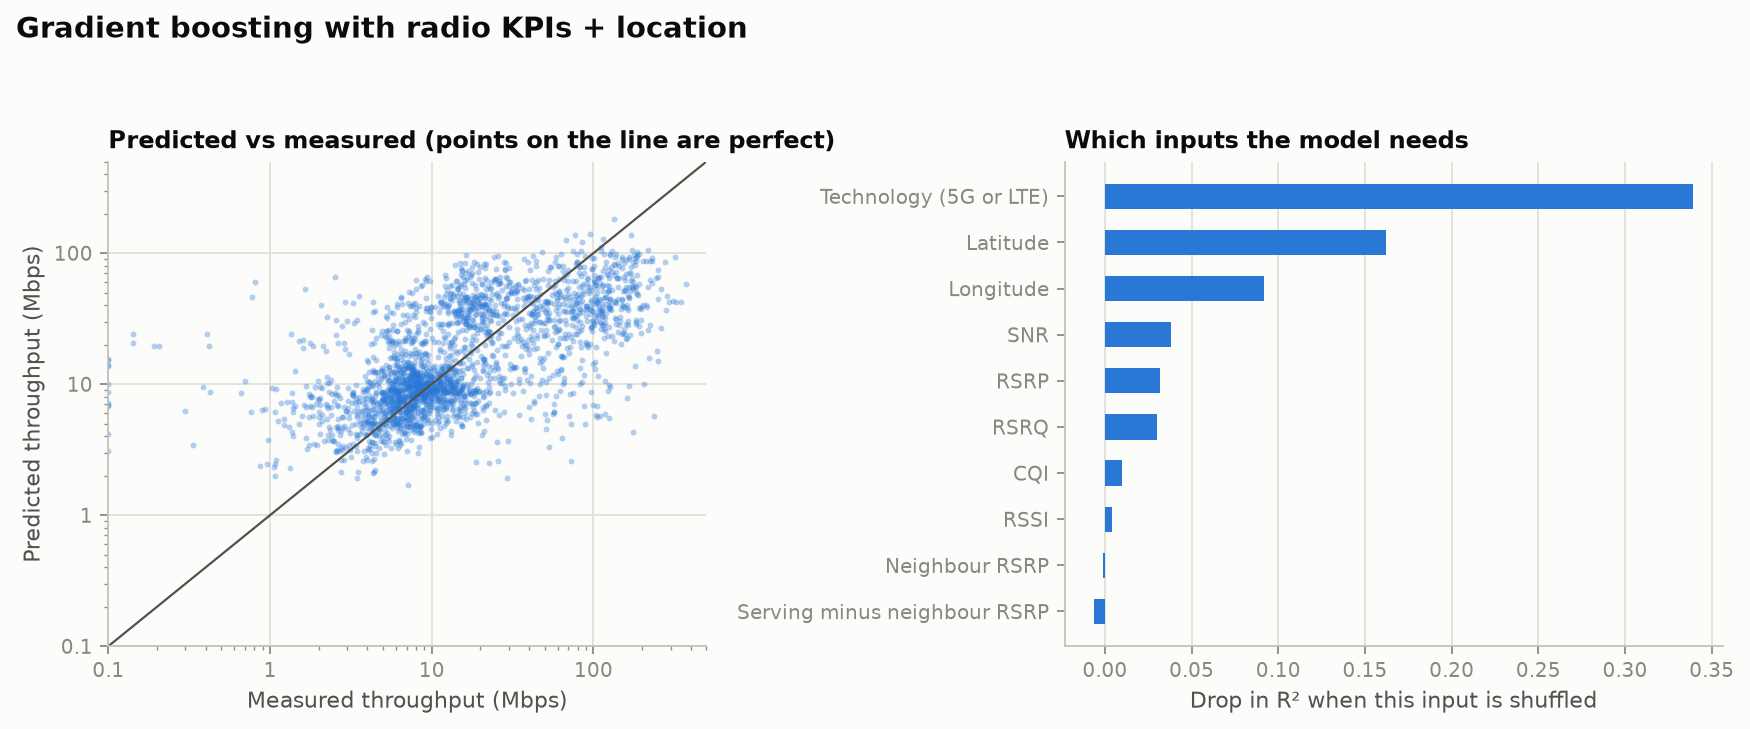 Gradient boosting with radio KPIs + location
Predicted vs measured (points on the line are perfect)
Predicted throughput (Mbps)
100
10
1
0.1
0.1 1 10 100
Measured throughput (Mbps)
Which inputs the model needs
Technology (5G or LTE)
Latitude
Longitude
SNR
RSRP
RSRQ
CQI
RSSI
Neighbour RSRP
Serving minus neighbour RSRP
0.00 0.05 0.10 0.15 0.20 0.25 0.30 0.35
Drop in R² when this input is shuffled